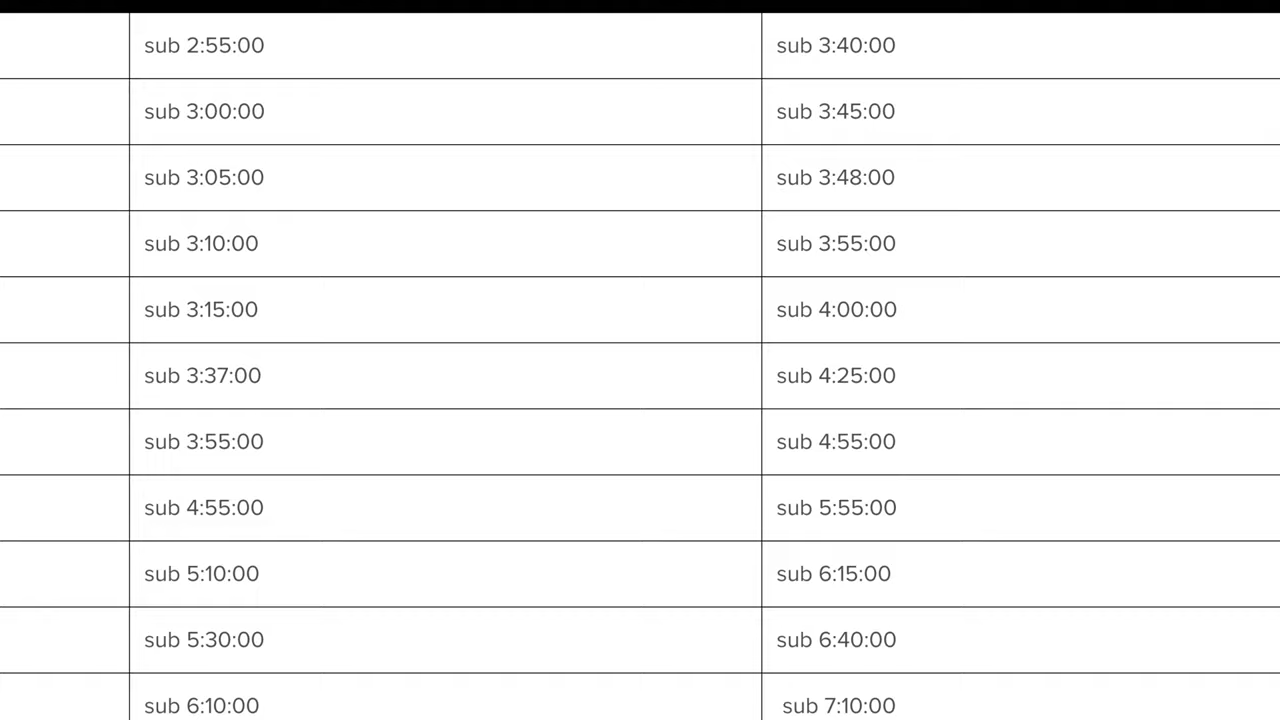 sub 2:55:00 sub 3:40:00
sub 3:00:00 sub 3:45:00
sub 3:05:00 sub 3:48:00
sub 3:10:00 sub 3:55:00
sub 3:15:00 sub 4:00:00
sub 3:37:00 sub 4:25:00
sub 3:55:00 sub 4:55:00
sub 4:55:00 sub 5:55:00
sub 5:10:00 sub 6:15:00
sub 5:30:00 sub 6:40:00
sub 6:10:00 sub 7:10:00